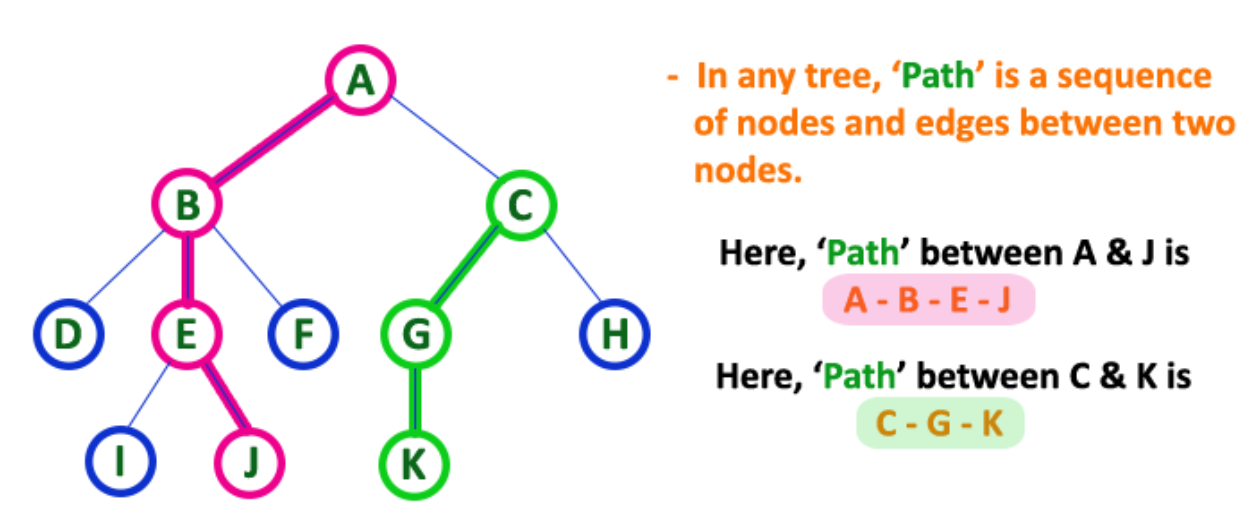 A
B
C
D
E
F
G
H
I
J
K
- In any tree, ‘Path’ is a sequence
of nodes and edges between two
nodes.
Here, ‘Path’ between A & J is
A - B - E - J
Here, ‘Path’ between C & K is
C - G - K